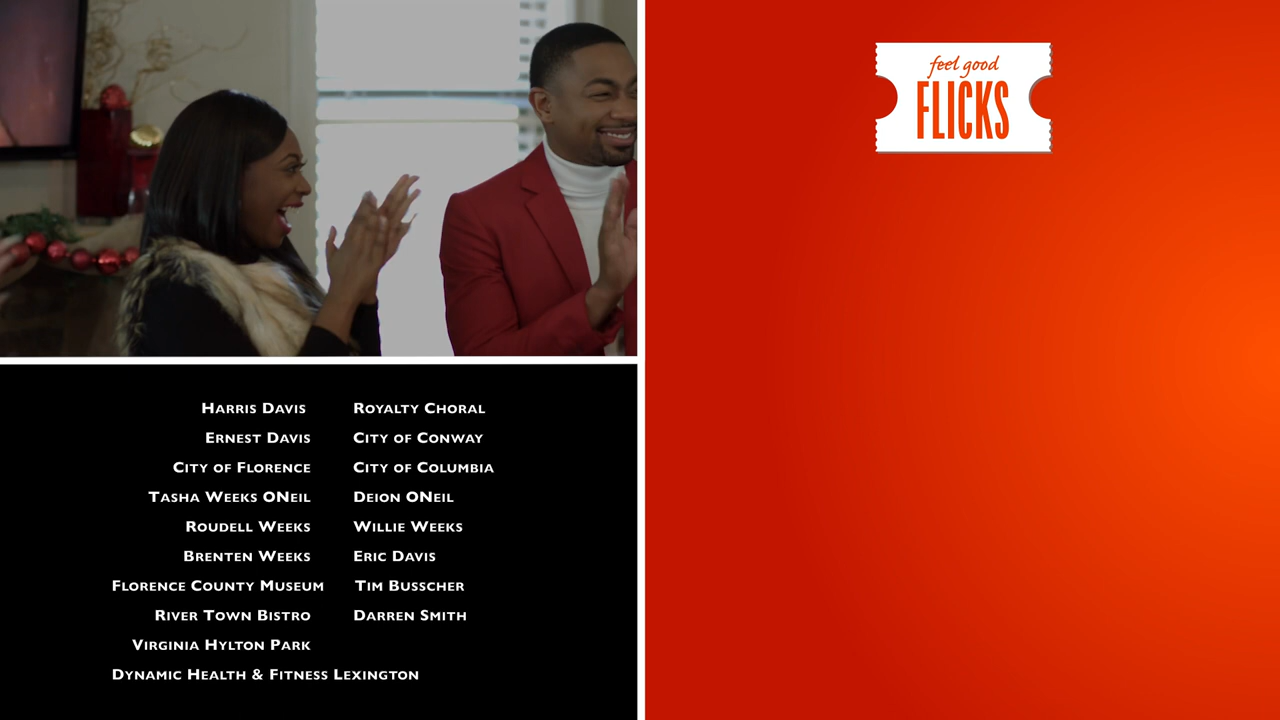 feel good
FLICKS
HARRIS DAVIS ROYALTY CHORAL
ERNEST DAVIS CITY OF CONWAY
CITY OF FLORENCE CITY OF COLUMBIA
TASHA WEEKS ONEIL DEION ONEIL
ROUDELL WEEKS WILLIE WEEKS
BRENTEN WEEKS ERIC DAVIS
FLORENCE COUNTY MUSEUM TIM BUSSCHER
RIVER TOWN BISTRO DARREN SMITH
VIRGINIA HYLTON PARK
DYNAMIC HEALTH & FITNESS LEXINGTON